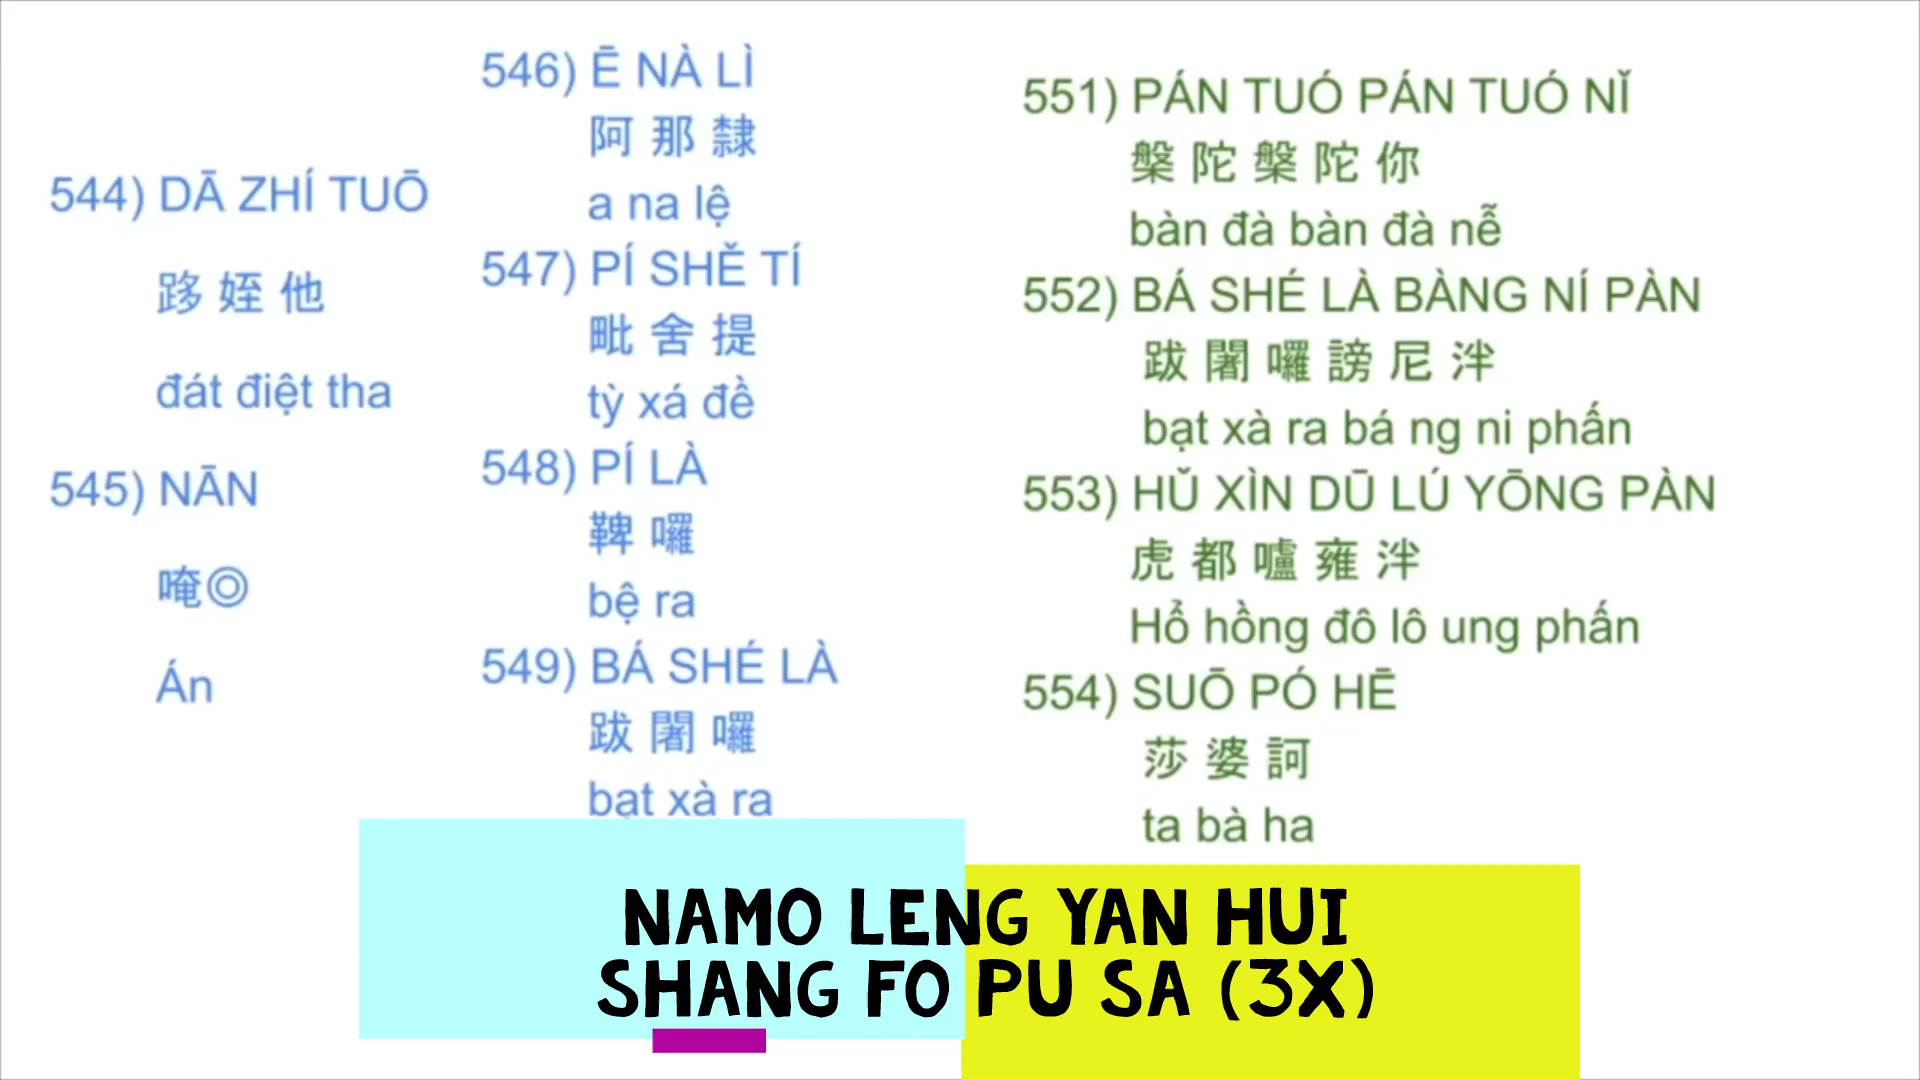 544) DĀ ZHÍ TUŌ
跢 姪 他
đát điệt tha
545) NĀN
唵◎
Án
546) Ē NÀ LÌ
阿 那 隸
a na lệ
547) PÍ SHĚ TÍ
毗 舍 提
tỳ xá đề
548) PÍ LÀ
鞞 囉
bệ ra
549) BÁ SHÉ LÀ
跋 闍 囉
bạt xà ra
551) PÁN TUÓ PÁN TUÓ NǏ
槃 陀 槃 陀 你
bàn đà bàn đà nễ
552) BÁ SHÉ LÀ BÀNG NÍ PÀN
跋 闍 囉 謗 尼 泮
bạt xà ra bá ng ni phấn
553) HǓ XÌN DŪ LÚ YŌNG PÀN
虎 都 嚧 雍 泮
Hổ hồng đô lô ung phấn
554) SUŌ PÓ HĒ
莎 婆 訶
ta bà ha
NAMO LENG YAN HUI
SHANG FO PU SA (3X)